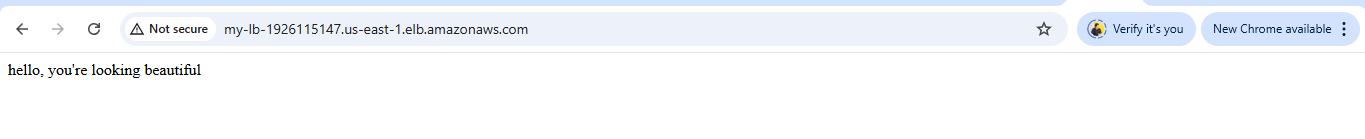 Not secure my-lb-1926115147.us-east-1.elb.amazonaws.com Verify it's you New Chrome available
hello, you're looking beautiful